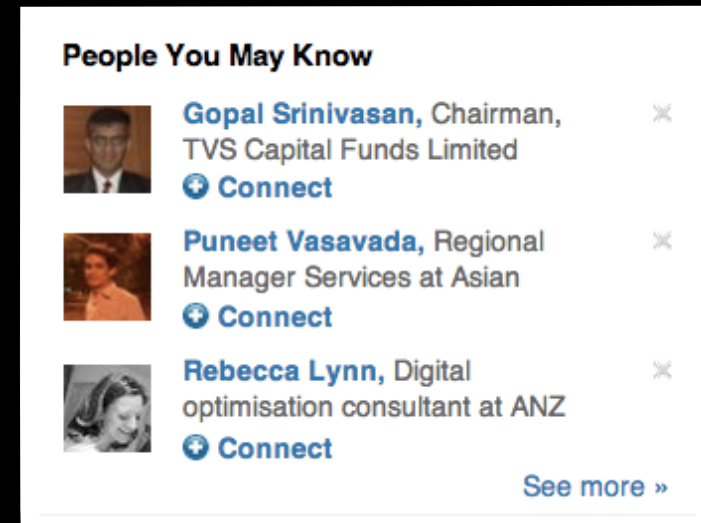 People You May Know
Gopal Srinivasan, Chairman,
TVS Capital Funds Limited
Connect
Puneet Vasavada, Regional
Manager Services at Asian
Connect
Rebecca Lynn, Digital
optimisation consultant at ANZ
Connect
See more »